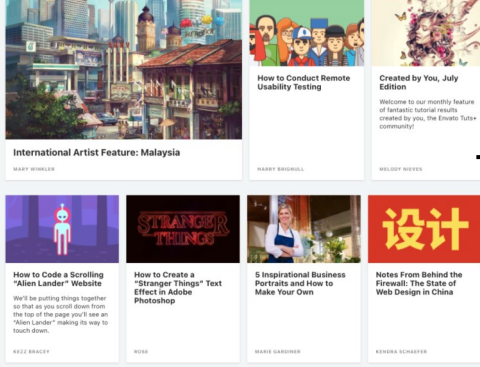 International Artist Feature: Malaysia
MARY WINKLER
How to Conduct Remote
Usability Testing
HARRY BRIGNULL
Created by You, July
Edition
Welcome to our monthly feature
of fantastic tutorial results
created by you, the Envato Tuts+
community!
MELODY NIEVES
How to Code a Scrolling
"Alien Lander" Website
We'll be putting things together
so that as you scroll down from
the top of the page you'll see an
"Alien Lander" making its way to
touch down.
KEZZ BRACEY
STRANGER
THINGS
How to Create a
"Stranger Things" Text
Effect in Adobe
Photoshop
ROSE
5 Inspirational Business
Portraits and How to
Make Your Own
MARIE GARDINER
设计
Notes From Behind the
Firewall: The State of
Web Design in China
KENDRA SCHAEFER